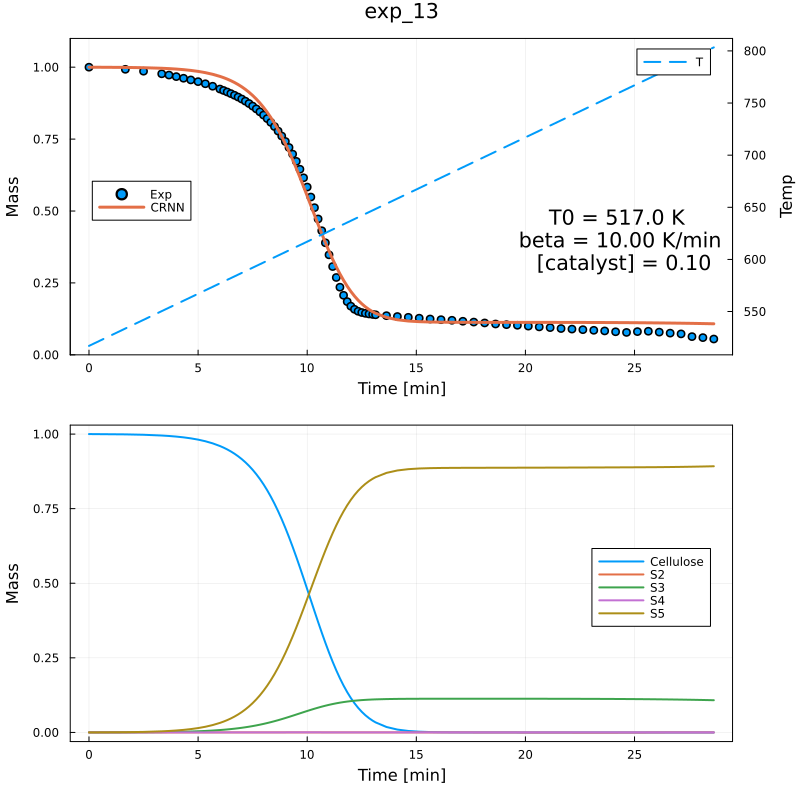 exp_13
1.00
0.75
0.50
0.25
0.00
Mass
0
5
10
15
20
25
Time [min]
800
750
700
650
600
550
Temp
T
Exp
CRNN
T0 = 517.0 K
beta = 10.00 K/min
[catalyst] = 0.10
1.00
0.75
0.50
0.25
0.00
Mass
0
5
10
15
20
25
Time [min]
Cellulose
S2
S3
S4
S5